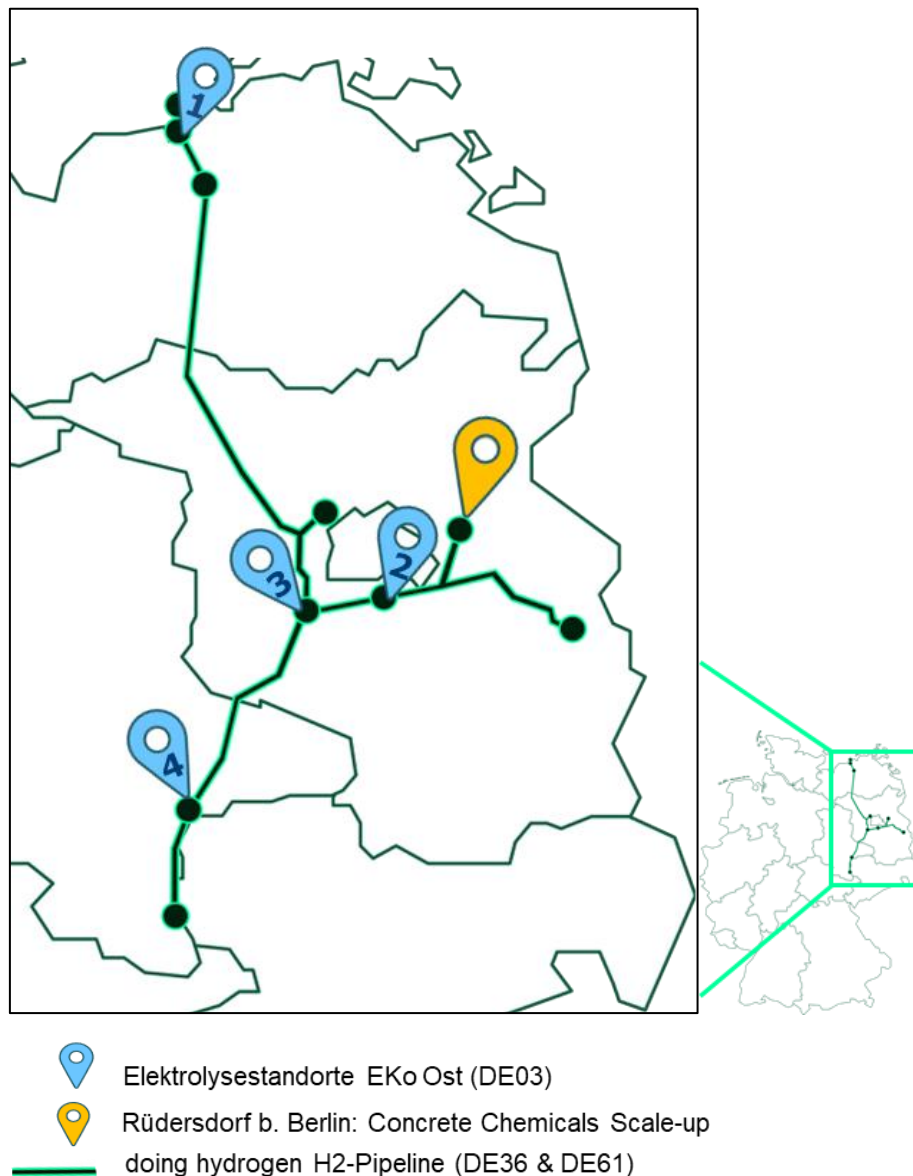 1
2
3
4
Elektrolysestandorte EKo Ost (DE03)
Rüdersdorf b. Berlin: Concrete Chemicals Scale-up
doing hydrogen H2-Pipeline (DE36 & DE61)